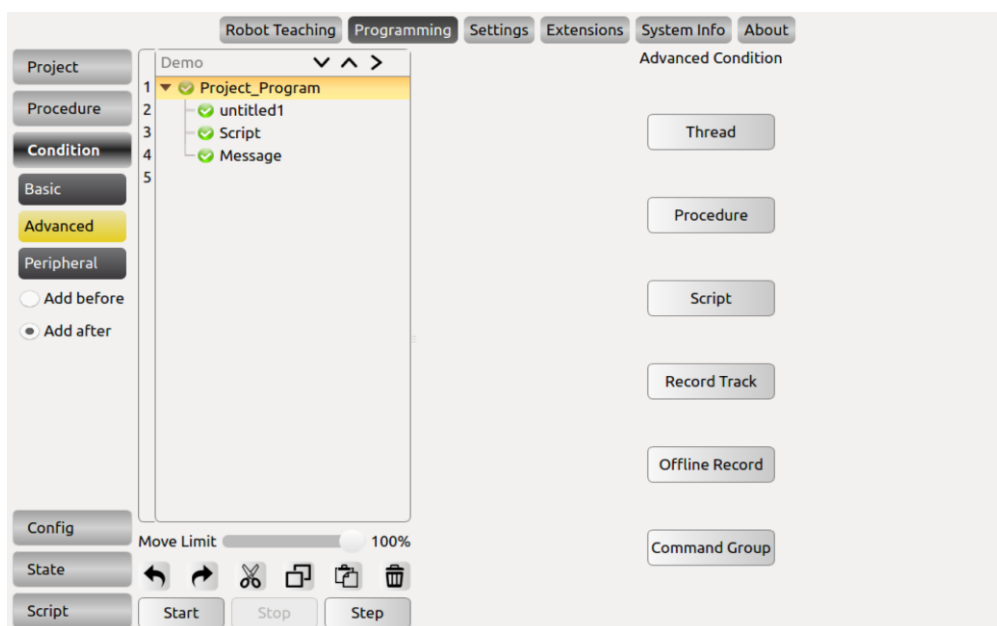 Robot Teaching Programming Settings Extensions System Info About
Project
Procedure
Condition
Basic
Advanced
Peripheral
Add before
Add after
Config
State
Script
Demo
1 Project_Program
2 untitled1
3 Script
4 Message
5
Move Limit 100%
Start Stop Step
Advanced Condition
Thread
Procedure
Script
Record Track
Offline Record
Command Group